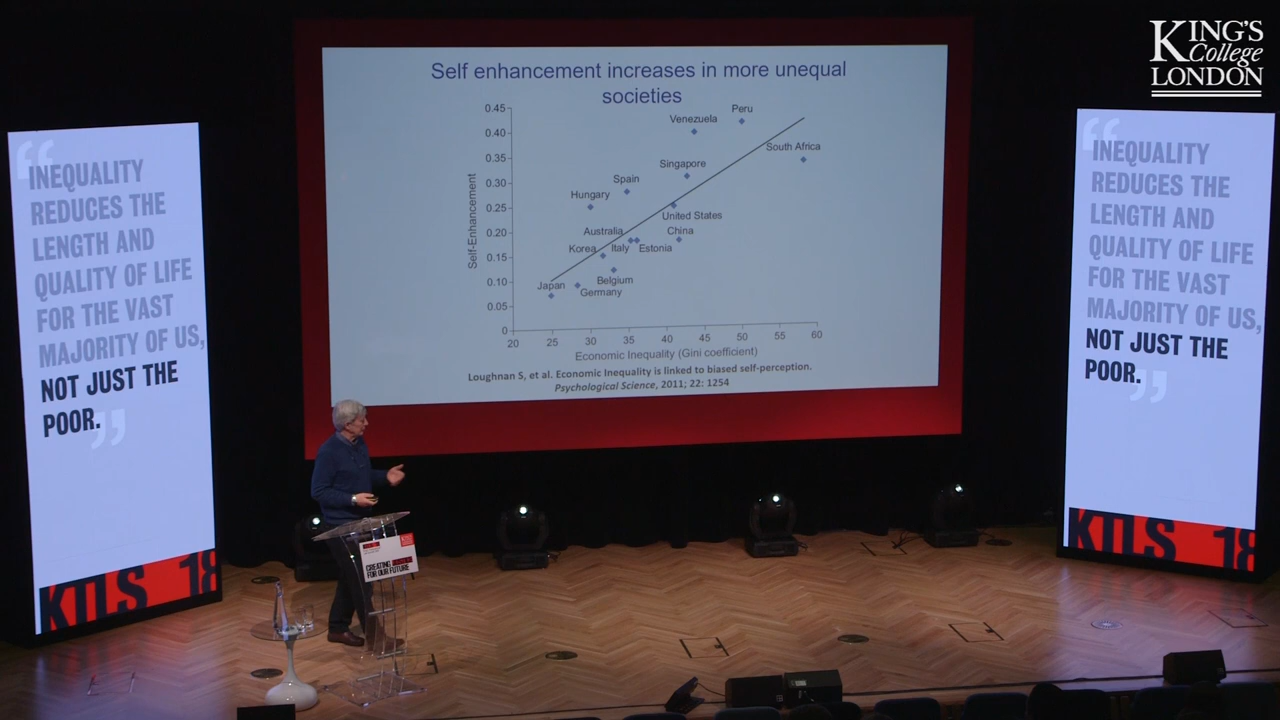 KING'S
College
LONDON
INEQUALITY
REDUCES THE
LENGTH AND
QUALITY OF LIFE
FOR THE VAST
MAJORITY OF US,
NOT JUST THE
POOR.
KTLS_18
Self enhancement increases in more unequal
societies
Self-Enhancement
0.45
0.40
0.35
0.30
0.25
0.20
0.15
0.10
0.05
0
Peru
Venezuela
South Africa
Singapore
Spain
Hungary
United States
Australia
China
Korea
Italy
Estonia
Belgium
Japan
Germany
20
25
30
35
40
45
50
55
60
Economic Inequality (Gini coefficient)
Loughnan S, et al. Economic Inequality is linked to biased self-perception.
Psychological Science, 2011; 22: 1254
CREATING
FOR OUR FUTURE
INEQUALITY
REDUCES THE
LENGTH AND
QUALITY OF LIFE
FOR THE VAST
MAJORITY OF US,
NOT JUST THE
POOR.
KTLS_18